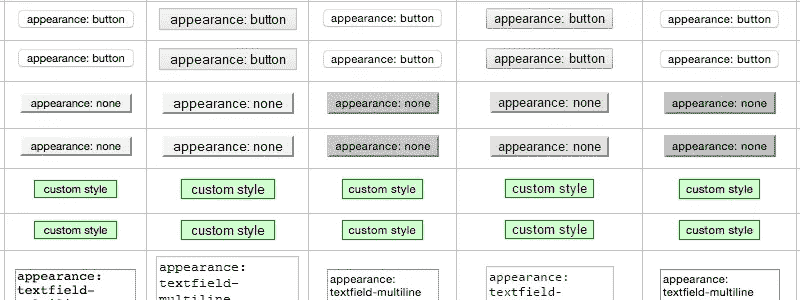 appearance: button appearance: button appearance: button appearance: button appearance: button
appearance: button appearance: button appearance: button appearance: button appearance: button
appearance: none appearance: none appearance: none appearance: none appearance: none
appearance: none appearance: none appearance: none appearance: none appearance: none
custom style custom style custom style custom style custom style
custom style custom style custom style custom style custom style
appearance: appearance: appearance: appearance: appearance:
textfield- textfield- textfield-multiline textfield- textfield-multiline
multiline